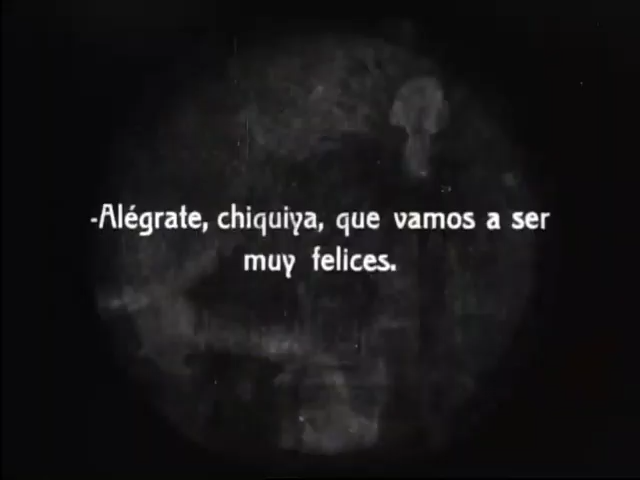 -Alégrate, chiquiya, que vamos a ser
muy felices.